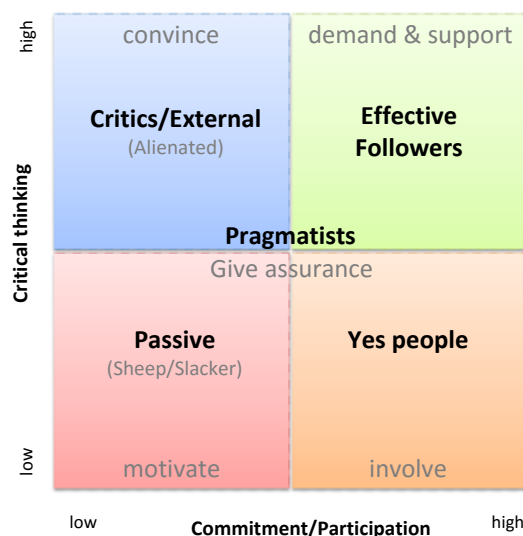 high
convince
demand & support
Critics/External
(Alienated)
Effective
Followers
Critical thinking
Pragmatists
Give assurance
Passive
(Sheep/Slacker)
Yes people
low
motivate
involve
low
Commitment/Participation
high